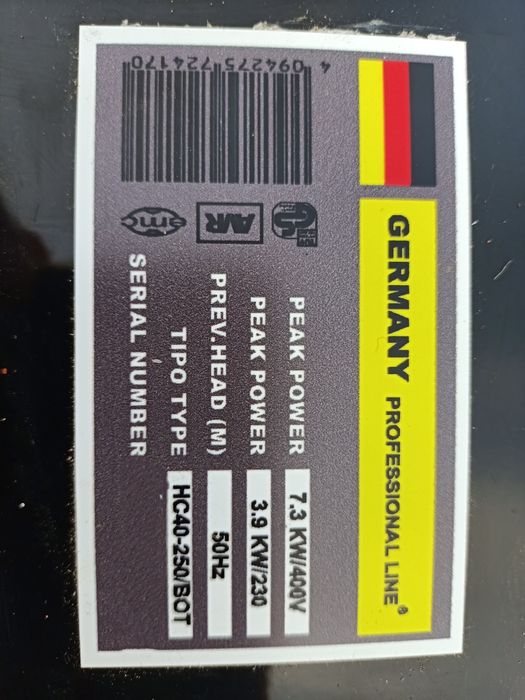 GERMANY PROFESSIONAL LINE®
PEAK POWER 7.3 KW/400V
PEAK POWER 3.9 KW/230
PREV.HEAD (M) 50Hz
TIPO TYPE HC40-250/BOT
SERIAL NUMBER
4 094275 724170